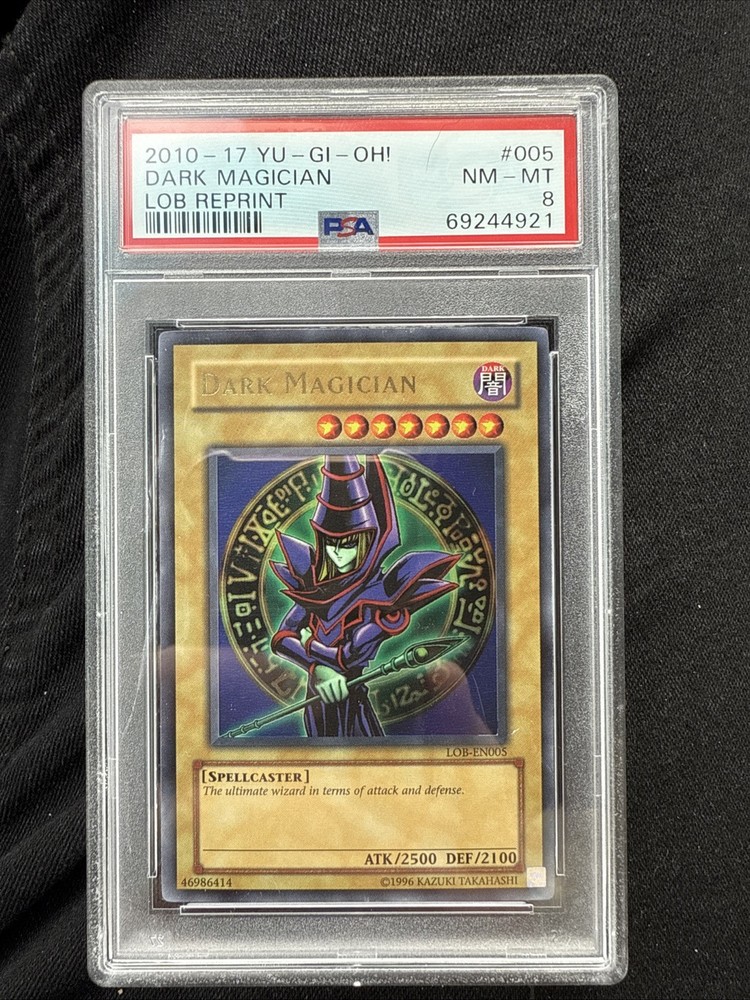 2010-17 YU-GI-OH! #005
DARK MAGICIAN NM-MT
LOB REPRINT 8
PSA 69244921
DARK MAGICIAN
DARK
闇
LOB-EN005
[SPELLCASTER]
The ultimate wizard in terms of attack and defense.
ATK/2500 DEF/2100
46986414 ©1996 KAZUKI TAKAHASHI